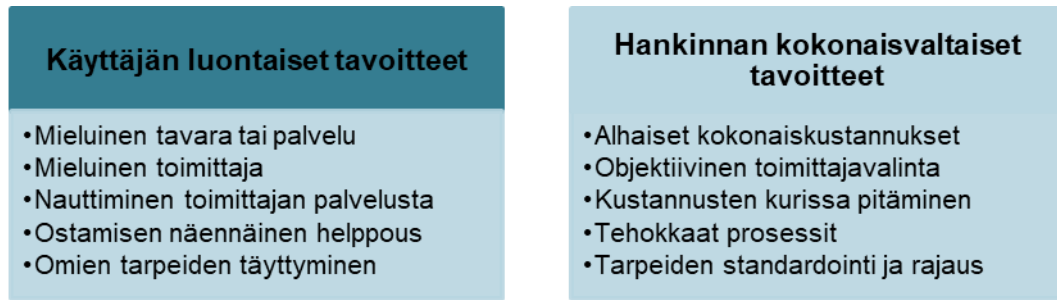 Käyttäjän luontaiset tavoitteet
•Mieluinen tavara tai palvelu
•Mieluinen toimittaja
•Nauttiminen toimittajan palvelusta
•Ostamisen näennäinen helppous
•Omien tarpeiden täyttyminen
Hankinnan kokonaisvaltaiset
tavoitteet
•Alhaiset kokonaiskustannukset
•Objektiivinen toimittajavalinta
•Kustannusten kurissa pitäminen
•Tehokkaat prosessit
•Tarpeiden standardointi ja rajaus